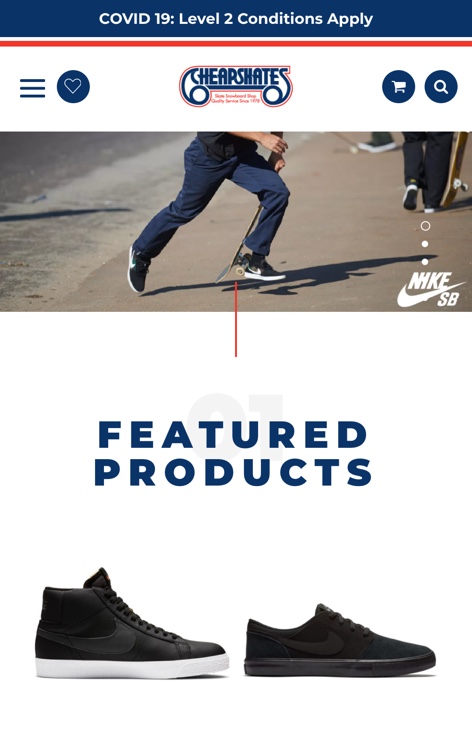 COVID 19: Level 2 Conditions Apply
CHEAPSKATES
Skate Snowboard Shop
Quality Service Since 1978
NIKE
SB
01
FEATURED
PRODUCTS